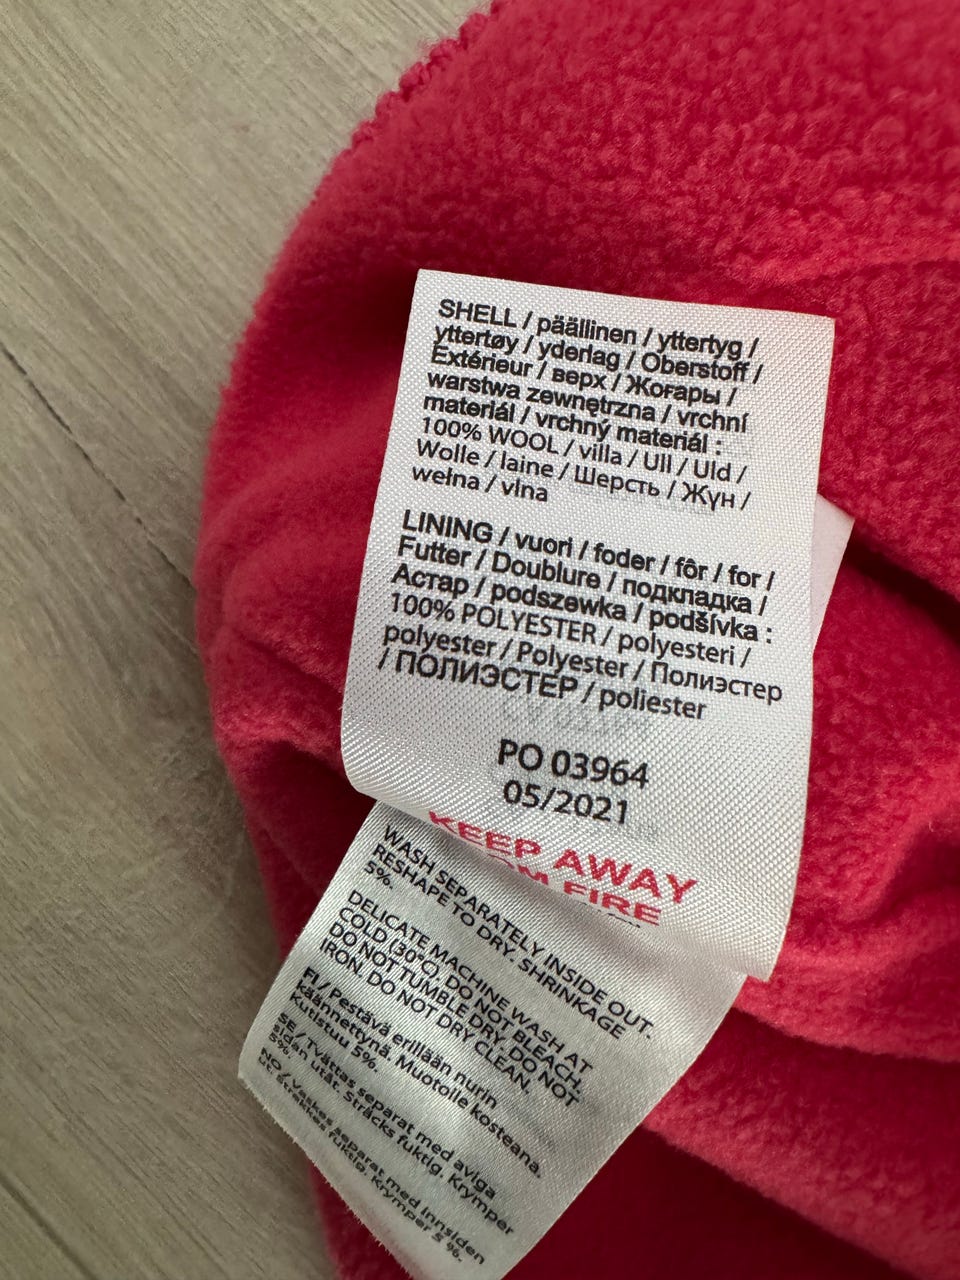 SHELL / päällinen / yttertyg /
yttertøy / yderlag / Oberstoff /
Extérieur / верх / Жоғары /
warstwa zewnętrzna / vrchní
materiál / vrchný materiál :
100% WOOL / villa / Ull / Uld /
Wolle / laine / Шерсть / Жүн /
wełna / vlna
LINING / vuori / foder / fôr / for /
Futter / Doublure / подкладка /
Астар / podszewka / podšívka :
100% POLYESTER / polyesteri /
polyester / Polyester / Полиэстер
/ ПОЛИЭСТЕР / poliester
PO 03964
05/2021
KEEP AWAY
FIRE
WASH SEPARATELY INSIDE OUT.
RESHAPE TO DRY. SHRINKAGE
5%.
DELICATE MACHINE WASH AT
COLD (30°C), DO NOT BLEACH,
DO NOT TUMBLE DRY, DO NOT
IRON. DO NOT DRY CLEAN.
FI / Pestävä erillään nurin
käännettynä. Muotoile kosteana.
Kutistuu 5%.
SE / Tvättas separat med aviga
sidan utåt. Sträcks fuktig. Krymper
5%.
NO / Vaskes separat med innsiden
ut. Strekkes fuktig. Krymper 5 %.